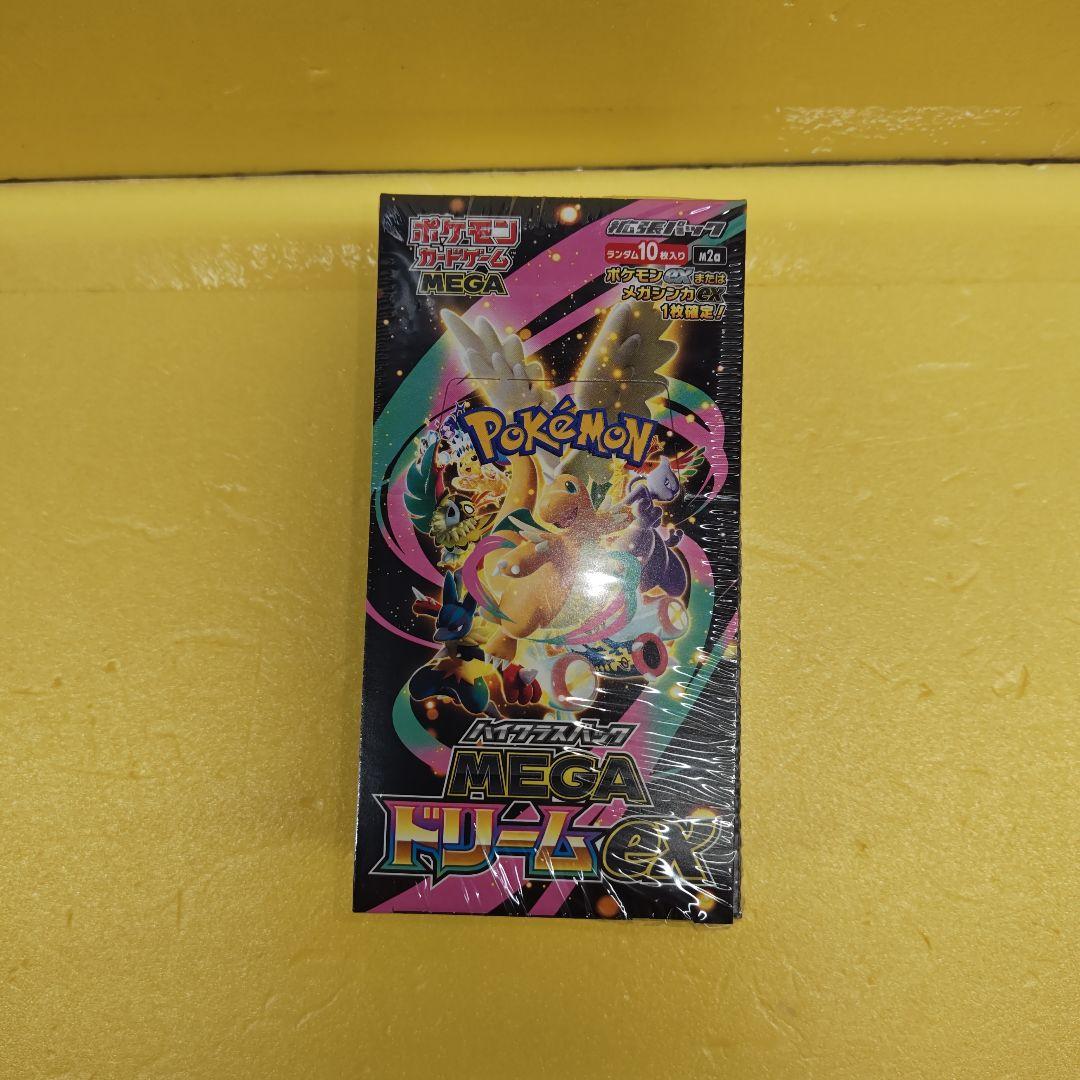 ポケモン
カードゲーム
MEGA
拡張パック
ランダム10枚入り
M2a
ポケモンexまたは
メガシンカex
1枚確定！
POKéMON
ハイクラスパック
MEGA
ドリームex